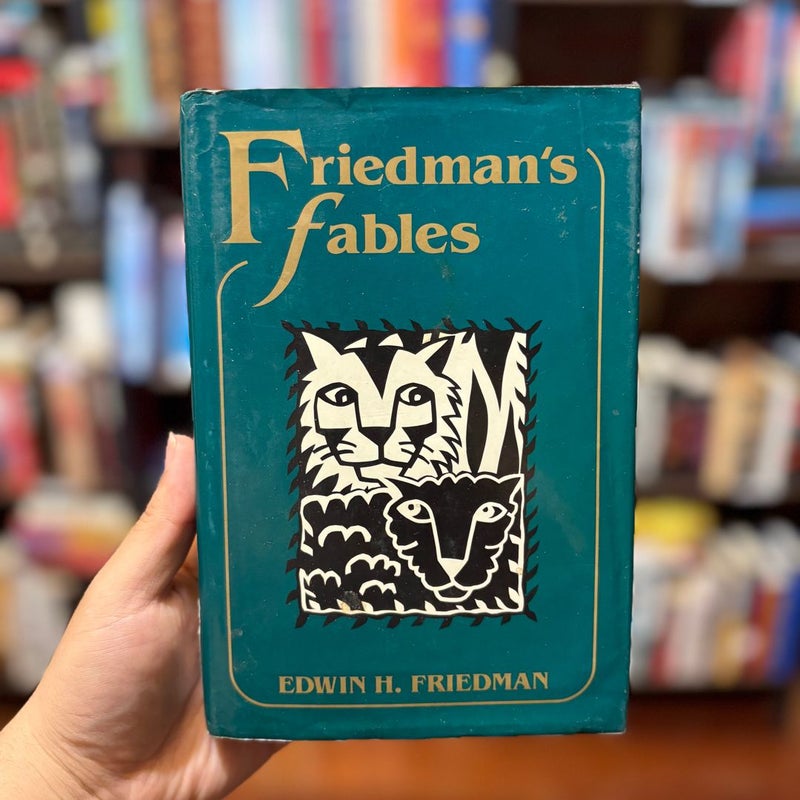 Friedman's
fables
EDWIN H. FRIEDMAN